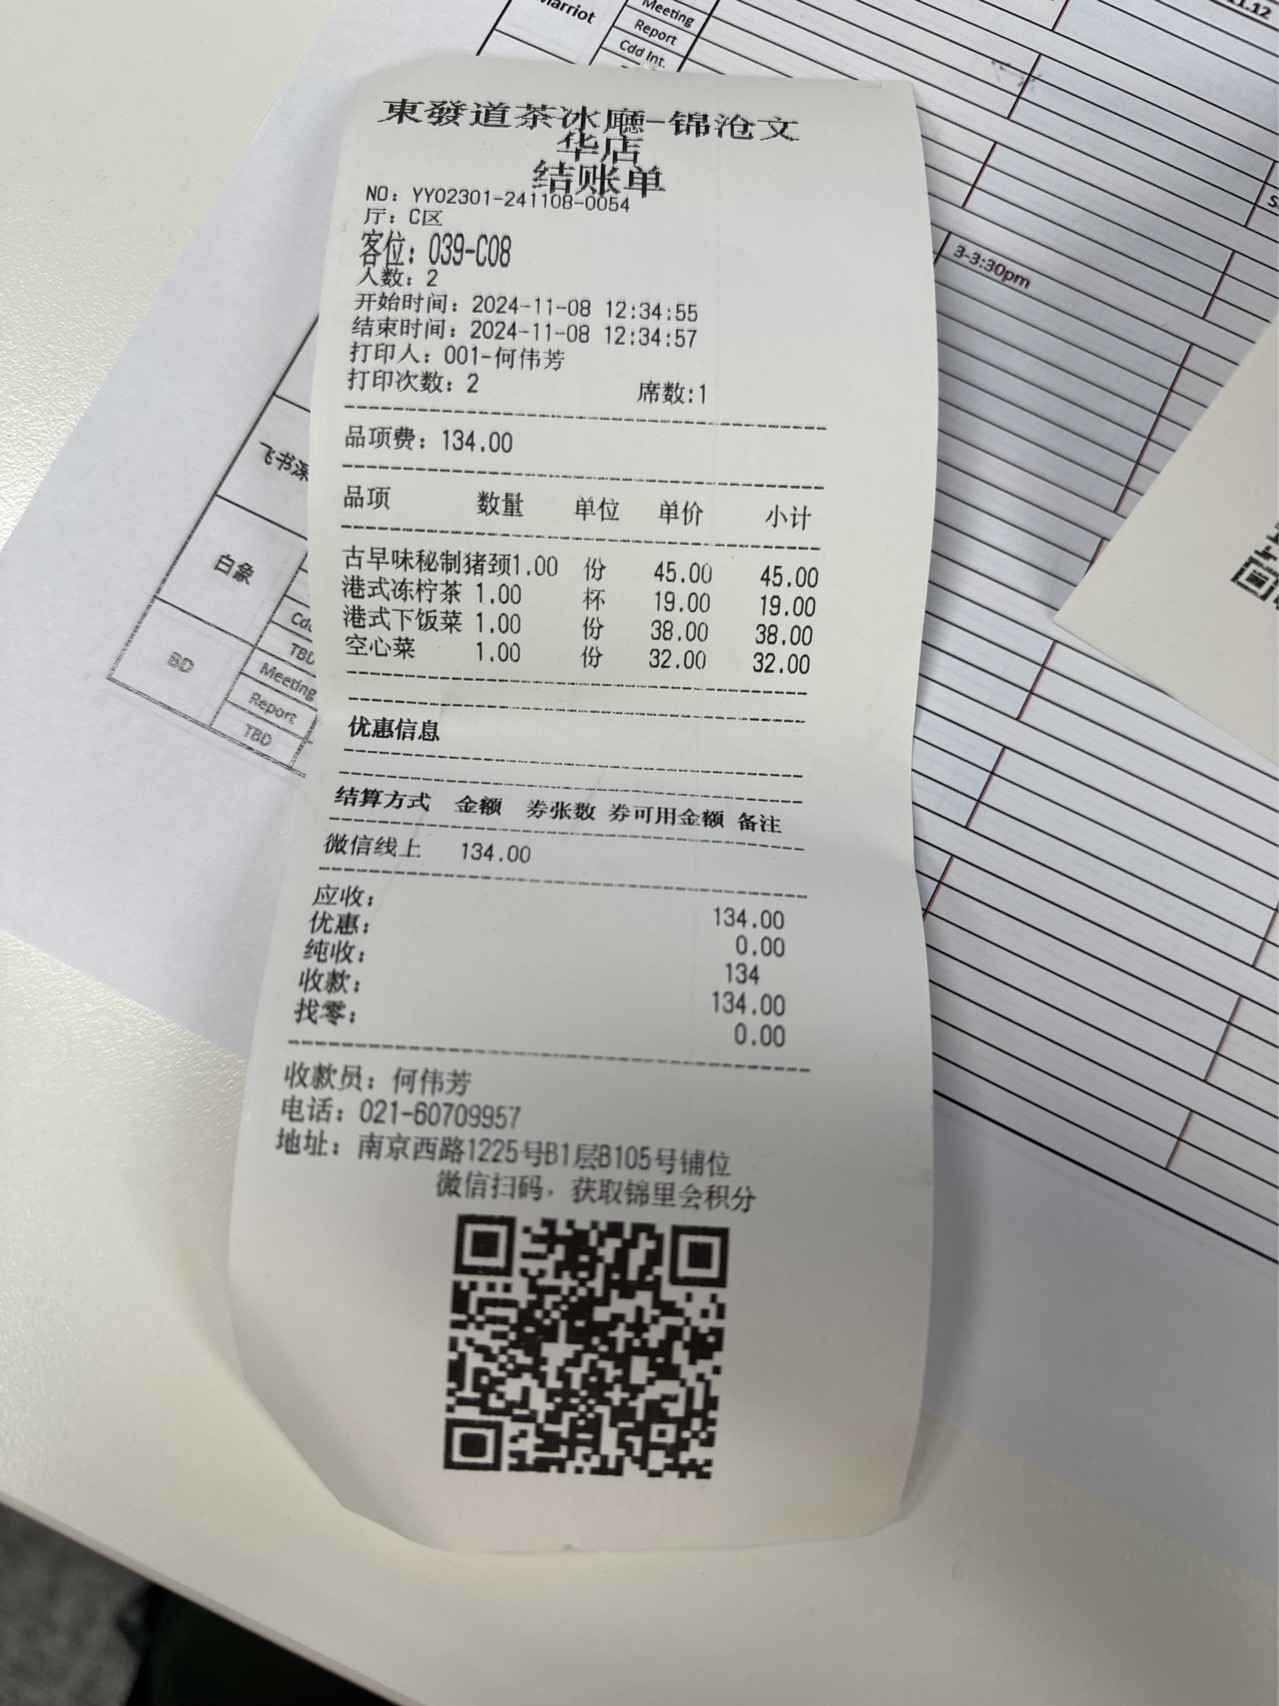 Marriot
Meeting
Report
Cdd Int.
11.12
3-3:30pm
飞书深
白象
BD
TBD
Meeting
Report
TBD
東發道茶冰廳-锦沧文
华店
结账单
NO: YY02301-241108-0054
厅: C区
客位: 039-C08
人数: 2
开始时间: 2024-11-08 12:34:55
结束时间: 2024-11-08 12:34:57
打印人: 001-何伟芳
打印次数: 2 席数:1
品项费: 134.00
品项 数量 单位 单价 小计
古早味秘制猪颈1.00 份 45.00 45.00
港式冻柠茶 1.00 杯 19.00 19.00
港式下饭菜 1.00 份 38.00 38.00
空心菜 1.00 份 32.00 32.00
优惠信息
结算方式 金额 券张数 券可用金额 备注
微信线上 134.00
应收: 134.00
优惠: 0.00
纯收: 134
收款: 134.00
找零: 0.00
收款员: 何伟芳
电话: 021-60709957
地址: 南京西路1225号B1层B105号铺位
微信扫码，获取锦里会积分